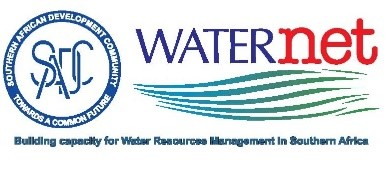 SOUTHERN AFRICAN DEVELOPMENT COMMUNITY
SADC
TOWARDS A COMMON FUTURE
WATERnet
Building capacity for Water Resources Management in Southern Africa